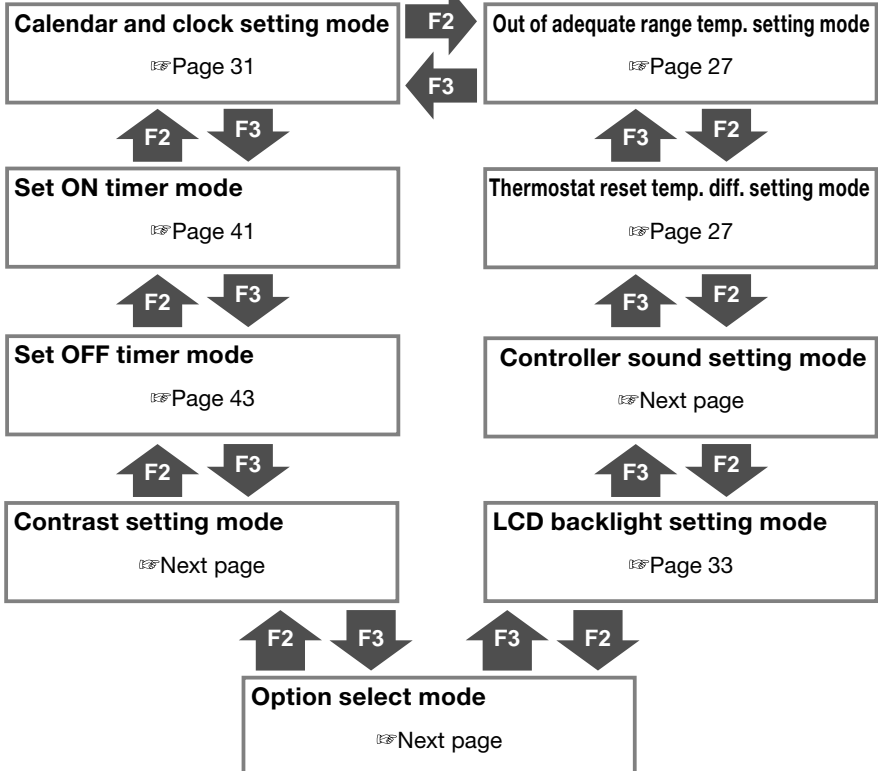 Calendar and clock setting mode
☞Page 31
F2
F3
Out of adequate range temp. setting mode
☞Page 27
F2
F3
F3
F2
Set ON timer mode
☞Page 41
Thermostat reset temp. diff. setting mode
☞Page 27
F2
F3
F3
F2
Set OFF timer mode
☞Page 43
Controller sound setting mode
☞Next page
F2
F3
F3
F2
Contrast setting mode
☞Next page
LCD backlight setting mode
☞Page 33
F2
F3
F3
F2
Option select mode
☞Next page